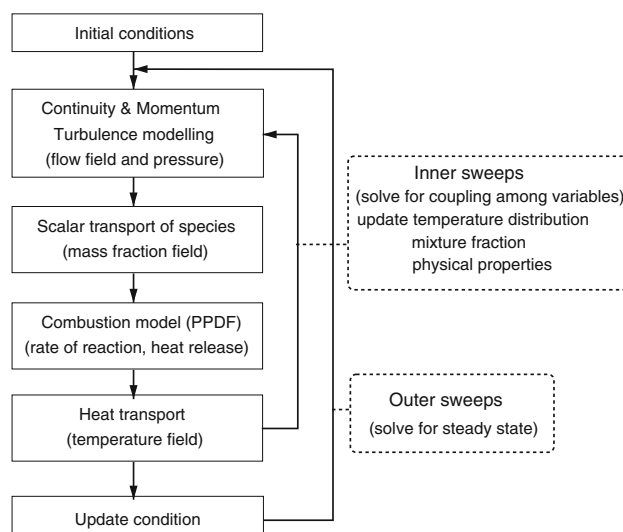 Initial conditions
Continuity & Momentum
Turbulence modelling
(flow field and pressure)
Scalar transport of species
(mass fraction field)
Combustion model (PPDF)
(rate of reaction, heat release)
Heat transport
(temperature field)
Update condition
Inner sweeps
(solve for coupling among variables)
update temperature distribution
mixture fraction
physical properties
Outer sweeps
(solve for steady state)